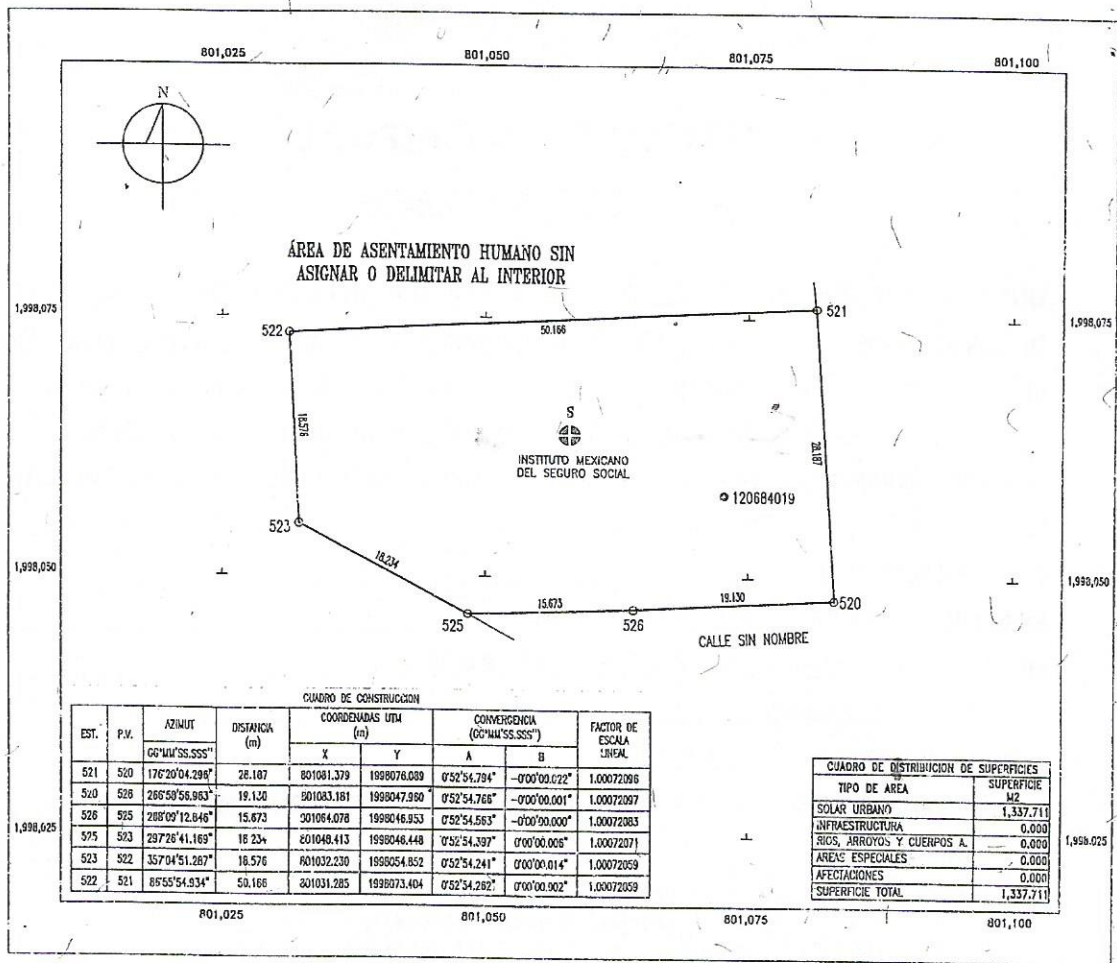 801,025 801,050 801,075 801,100
N
ÁREA DE ASENTAMIENTO HUMANO SIN
ASIGNAR O DELIMITAR AL INTERIOR
1,998,075 1,998,075
522 50.166 521
18.576
S
INSTITUTO MEXICANO
DEL SEGURO SOCIAL
28.187
120684019
523
18.234
1,998,050 1,998,050
525 15.673 526 19.130 520
CALLE SIN NOMBRE
CUADRO DE CONSTRUCCION
EST. P.V. AZIMUT DISTANCIA (m) COORDENADAS UTM (m) CONVERGENCIA (GG°MM'SS.SSS") FACTOR DE ESCALA LINEAL
GG°MM'SS.SSS" X Y A B
521 520 176°20'04.296" 28.187 801081.379 1998076.089 0°52'54.794" -0°00'00.022" 1.00072096
520 526 266°58'56.963" 19.130 801083.181 1998047.960 0°52'54.766" -0°00'00.001" 1.00072097
526 525 268°09'12.846" 15.673 801064.078 1998046.953 0°52'54.563" -0°00'00.000" 1.00072083
525 523 297°26'41.169" 18.234 801048.413 1998046.448 0°52'54.397" 0°00'00.006" 1.00072071
523 522 357°04'51.287" 18.576 801032.230 1998054.852 0°52'54.241" 0°00'00.014" 1.00072059
522 521 86°55'54.934" 50.166 801031.285 1998073.404 0°52'54.262" 0°00'00.002" 1.00072059
CUADRO DE DISTRIBUCION DE SUPERFICIES
TIPO DE AREA SUPERFICIE M2
SOLAR URBANO 1,337.711
INFRAESTRUCTURA 0.000
RIOS, ARROYOS Y CUERPOS A. 0.000
AREAS ESPECIALES 0.000
AFECTACIONES 0.000
SUPERFICIE TOTAL 1,337.711
1,998,025 1,998,025
801,025 801,050 801,075 801,100